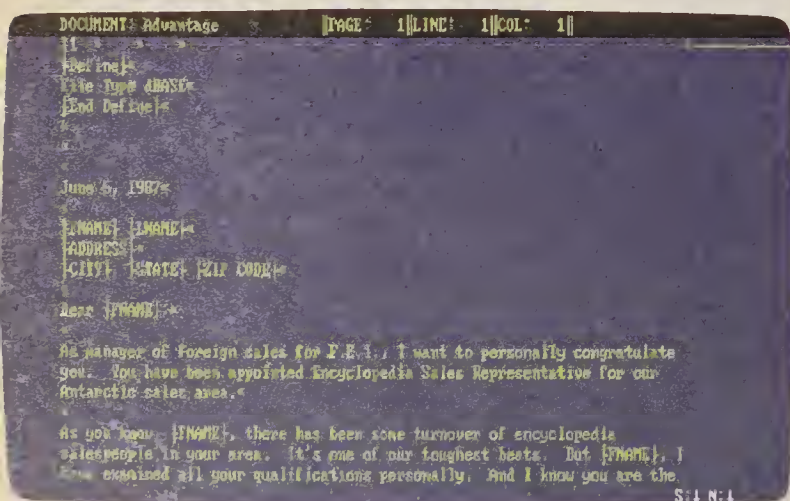 DOCUMENT: Advantage ‖PAGE: 1‖LINE: 1‖COL: 1‖
├Define┤«
File Type dBASE«
├End Define┤«
«
«
«
June 5, 1987«
«
├FNAME┤ ├LNAME┤«
├ADDRESS┤«
├CITY┤ ├STATE┤ ├ZIP CODE┤«
«
Dear ├FNAME┤ «
«
As manager of foreign sales for F.E.I., I want to personally congratulate
you. You have been appointed Encyclopedia Sales Representative for our
Antarctic sales area.«
«
As you know ├FNAME┤, there has been some turnover of encyclopedia
salespeople in your area. It's one of our toughest beats. But ├FNAME┤, I
have examined all your qualifications personally. And I know you are the
S:1 N:1